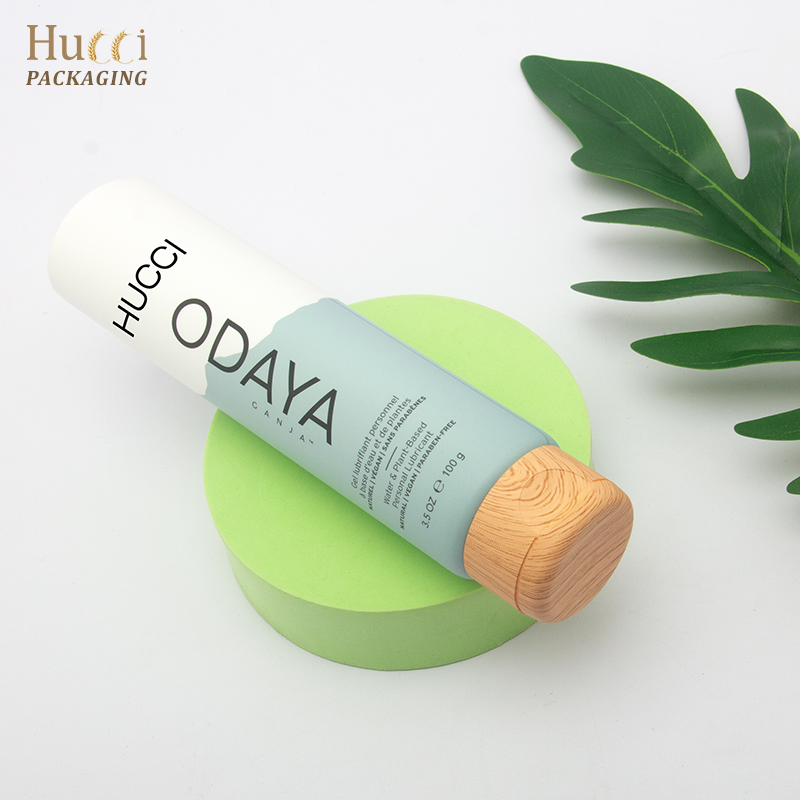 Hucci
PACKAGING
HUCCI
ODAYA
GANJA™
Gel lubrifiant personnel
à base d'eau et de plantes
NATUREL | VEGAN | SANS PARABÈNES
Water & Plant-Based
Personal Lubricant
NATURAL | VEGAN | PARABEN-FREE
3.5 OZ ℮ 100 g